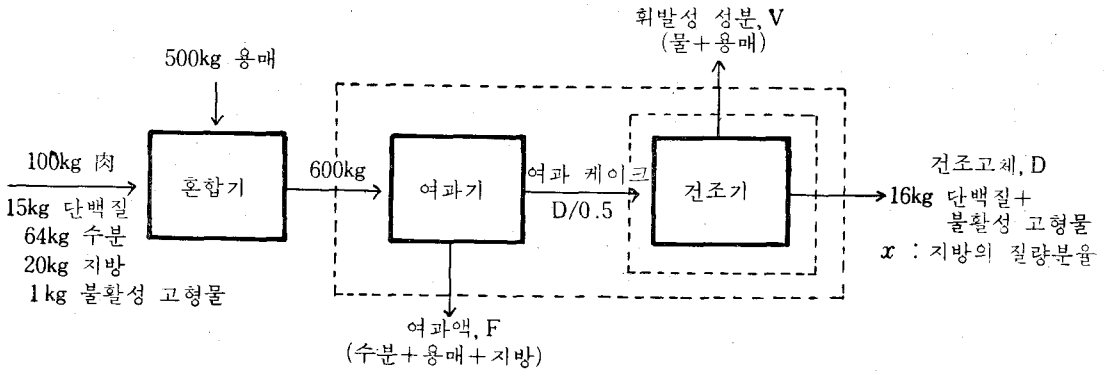 휘발성 성분, V
(물+용매)
500kg 용매
100kg 肉
15kg 단백질
64kg 수분
20kg 지방
1kg 불활성 고형물
혼합기
600kg
여과기
여과 케이크
D/0.5
건조기
건조고체, D
16kg 단백질+
불활성 고형물
x : 지방의 질량분율
여과액, F
(수분+용매+지방)